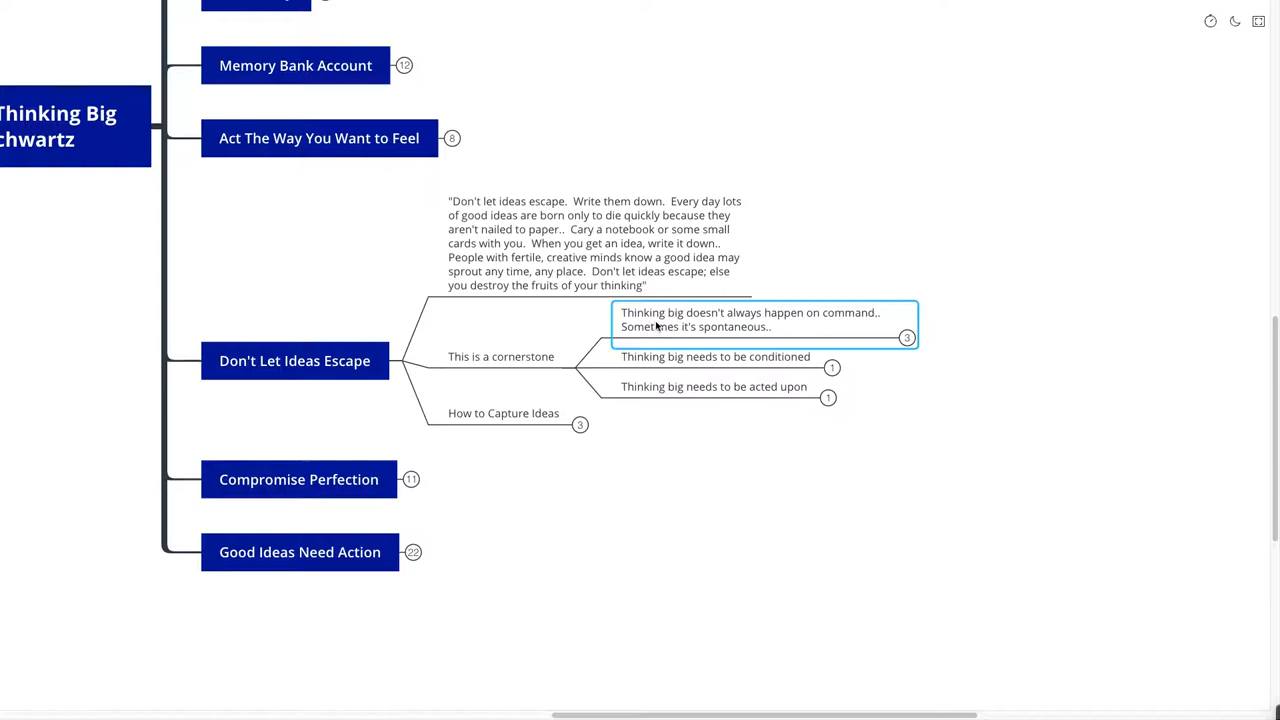 Thinking Big
chwartz
Memory Bank Account
12
Act The Way You Want to Feel
8
"Don't let ideas escape. Write them down. Every day lots
of good ideas are born only to die quickly because they
aren't nailed to paper.. Cary a notebook or some small
cards with you. When you get an idea, write it down..
People with fertile, creative minds know a good idea may
sprout any time, any place. Don't let ideas escape; else
you destroy the fruits of your thinking"
Don't Let Ideas Escape
This is a cornerstone
Thinking big doesn't always happen on command..
Sometimes it's spontaneous..
3
Thinking big needs to be conditioned
1
Thinking big needs to be acted upon
1
How to Capture Ideas
3
Compromise Perfection
11
Good Ideas Need Action
22